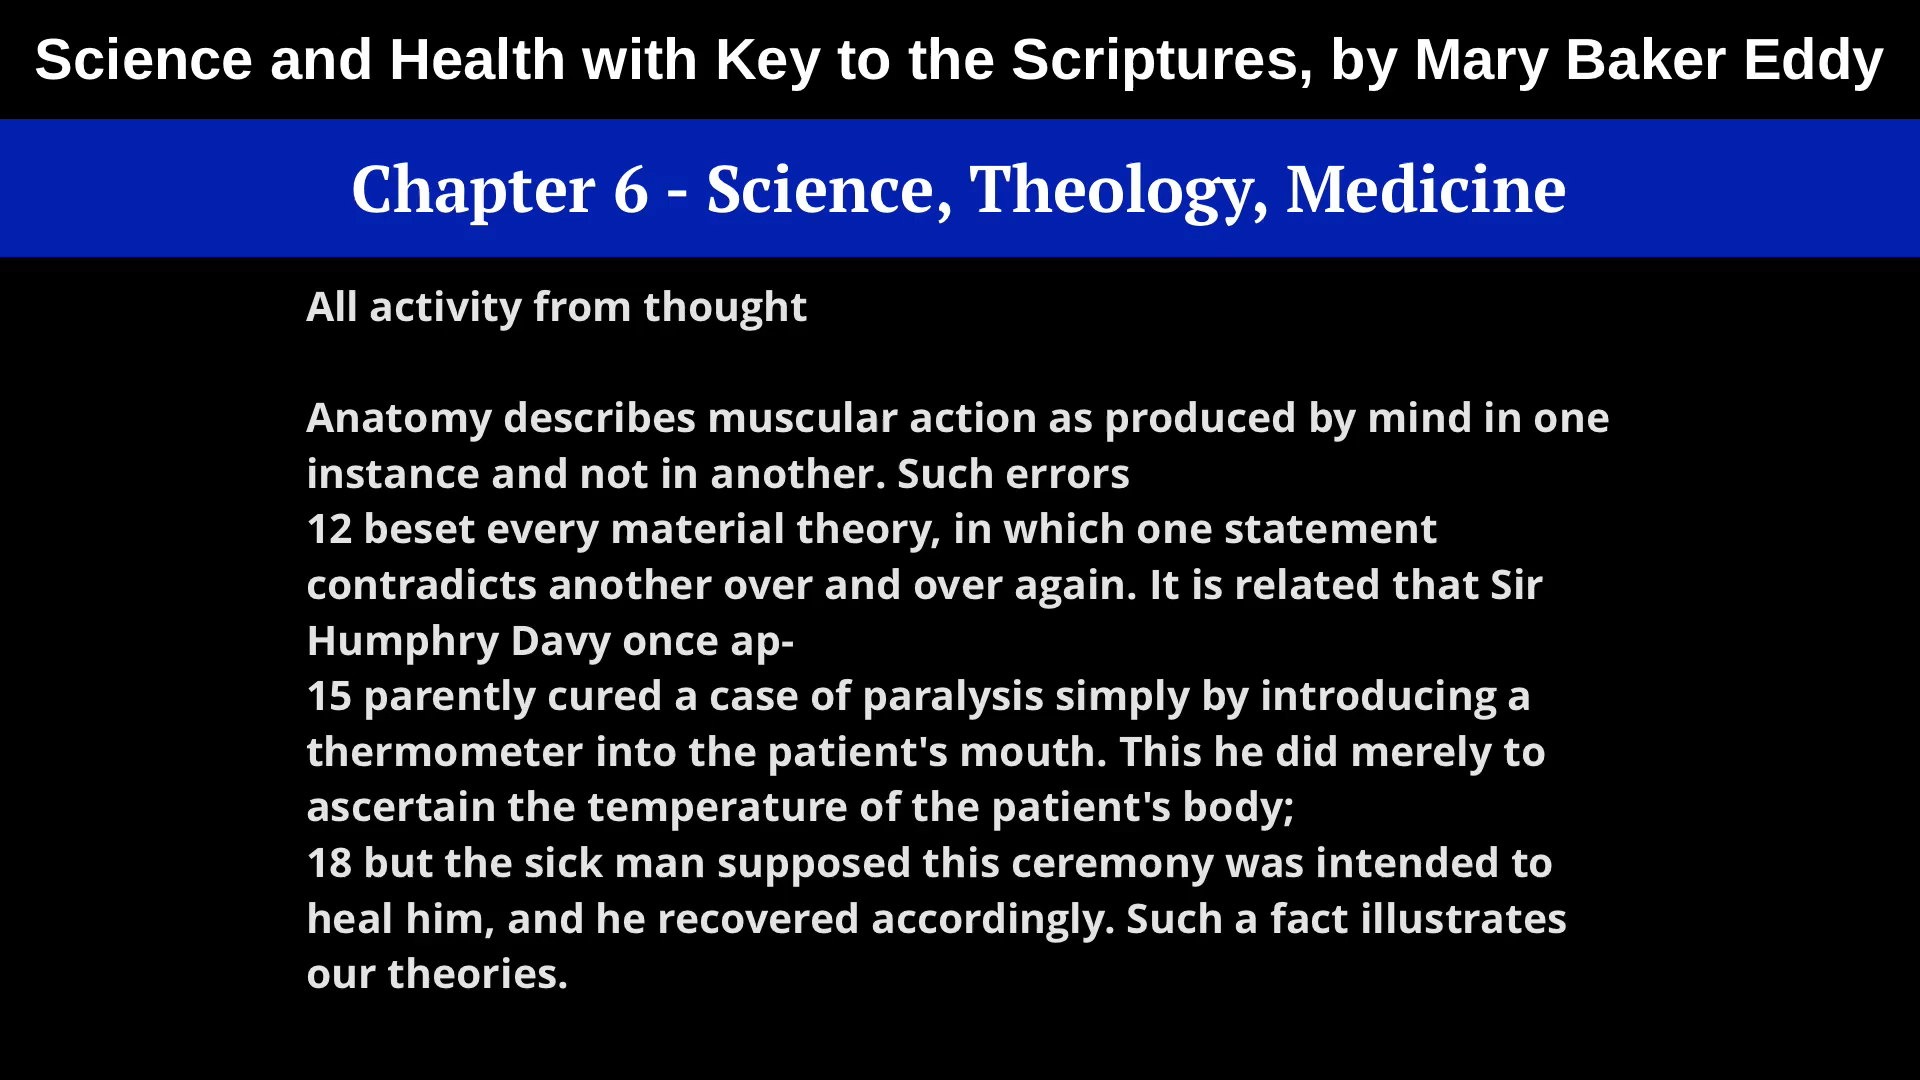 Science and Health with Key to the Scriptures, by Mary Baker Eddy
Chapter 6 - Science, Theology, Medicine
All activity from thought
Anatomy describes muscular action as produced by mind in one
instance and not in another. Such errors
12 beset every material theory, in which one statement
contradicts another over and over again. It is related that Sir
Humphry Davy once ap-
15 parently cured a case of paralysis simply by introducing a
thermometer into the patient's mouth. This he did merely to
ascertain the temperature of the patient's body;
18 but the sick man supposed this ceremony was intended to
heal him, and he recovered accordingly. Such a fact illustrates
our theories.